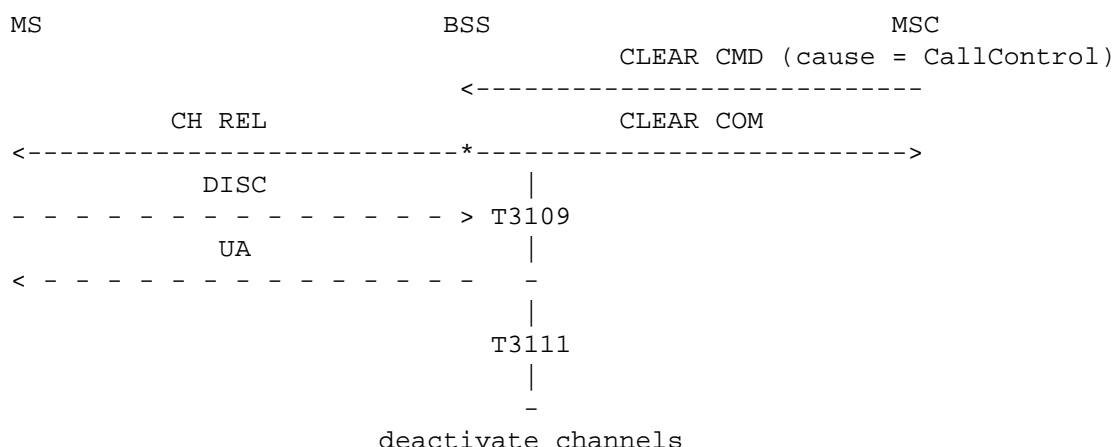 MS BSS MSC
CLEAR CMD (cause = CallControl)
<----------------------------
CH REL CLEAR COM
<---------------------------*--------------------------->
DISC |
- - - - - - - - - - - - - - > T3109
UA |
< - - - - - - - - - - - - - - -
|
T3111
|
-
deactivate channels